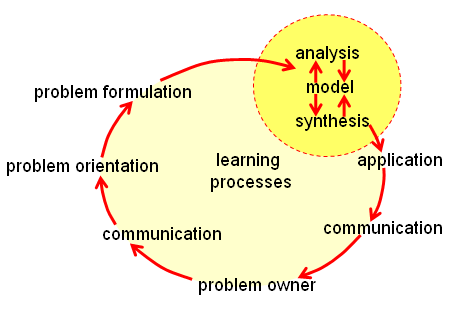 analysis
model
synthesis
problem formulation
problem orientation
learning
processes
application
communication
communication
problem owner